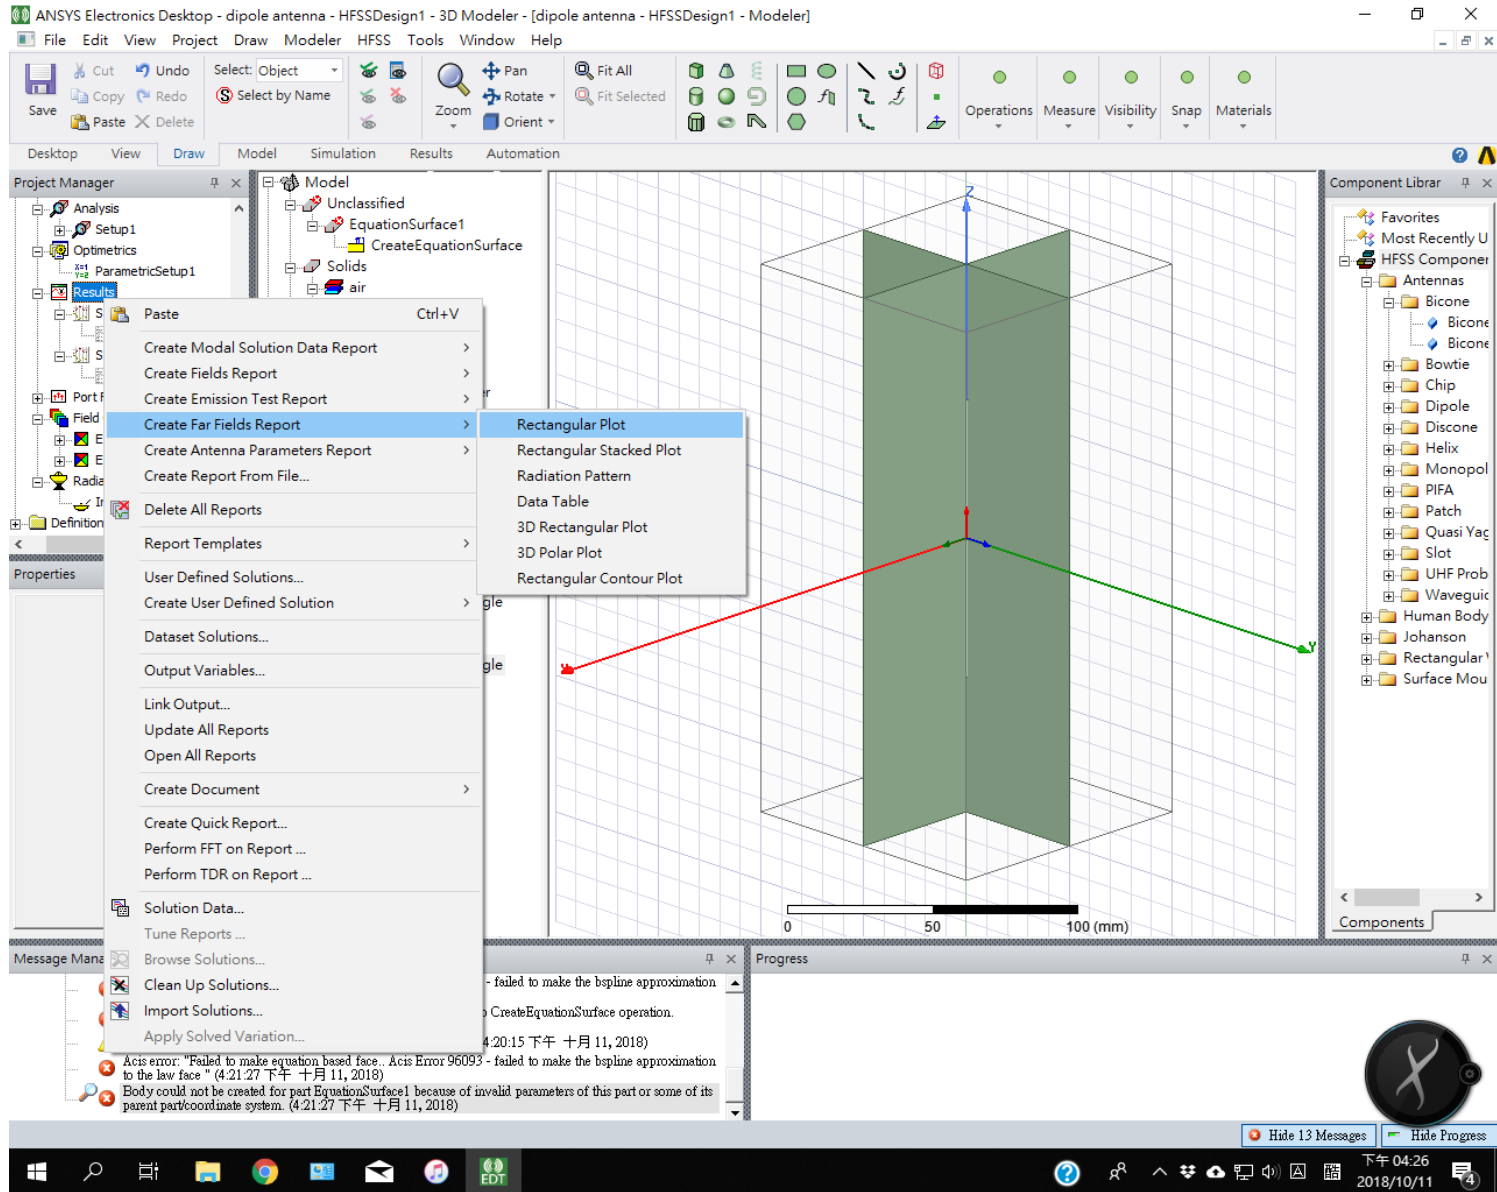 ANSYS Electronics Desktop - dipole antenna - HFSSDesign1 - 3D Modeler - [dipole antenna - HFSSDesign1 - Modeler]
File Edit View Project Draw Modeler HFSS Tools Window Help
Save
Cut
Copy
Paste
Undo
Redo
Delete
Select: Object
Select by Name
Zoom
Pan
Rotate
Orient
Fit All
Fit Selected
Operations
Measure
Visibility
Snap
Materials
Desktop View Draw Model Simulation Results Automation
Project Manager
Analysis
Setup1
Optimetrics
ParametricSetup1
Results
S
S
Port F
Field
E
E
Radia
Definition
Properties
Model
Unclassified
EquationSurface1
CreateEquationSurface
Solids
air
gle
gle
Paste Ctrl+V
Create Modal Solution Data Report
Create Fields Report
Create Emission Test Report
Create Far Fields Report
Create Antenna Parameters Report
Create Report From File...
Delete All Reports
Report Templates
User Defined Solutions...
Create User Defined Solution
Dataset Solutions...
Output Variables...
Link Output...
Update All Reports
Open All Reports
Create Document
Create Quick Report...
Perform FFT on Report ...
Perform TDR on Report ...
Solution Data...
Tune Reports ...
Browse Solutions...
Clean Up Solutions...
Import Solutions...
Apply Solved Variation...
Rectangular Plot
Rectangular Stacked Plot
Radiation Pattern
Data Table
3D Rectangular Plot
3D Polar Plot
Rectangular Contour Plot
Z
Y
0 50 100 (mm)
Component Librar
Favorites
Most Recently U
HFSS Componer
Antennas
Bicone
Bicone
Bicone
Bowtie
Chip
Dipole
Discone
Helix
Monopol
PIFA
Patch
Quasi Yag
Slot
UHF Prob
Waveguic
Human Body
Johanson
Rectangular
Surface Mou
Components
Message Mana
- failed to make the bspline approximation
CreateEquationSurface operation.
4:20:15 下午 十月 11, 2018)
Acis error: "Failed to make equation based face.. Acis Error 96093 - failed to make the bspline approximation
to the law face " (4:21:27 下午 十月 11, 2018)
Body could not be created for part EquationSurface1 because of invalid parameters of this part or some of its
parent part/coordinate system. (4:21:27 下午 十月 11, 2018)
Progress
Hide 13 Messages
Hide Progress
EDT
下午 04:26
2018/10/11
4